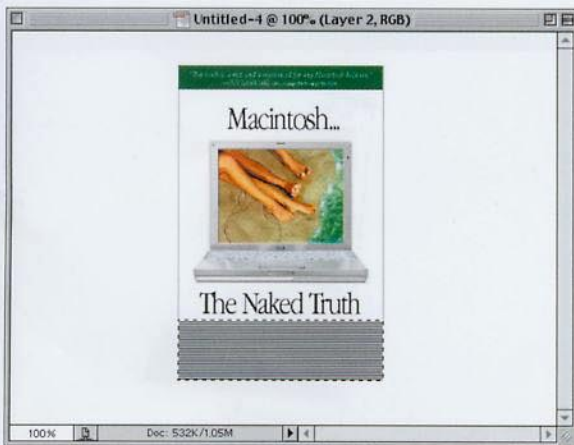 Untitled-4 @ 100% (Layer 2, RGB)
Macintosh...
The Naked Truth
100%
Doc: 532K/1.05M